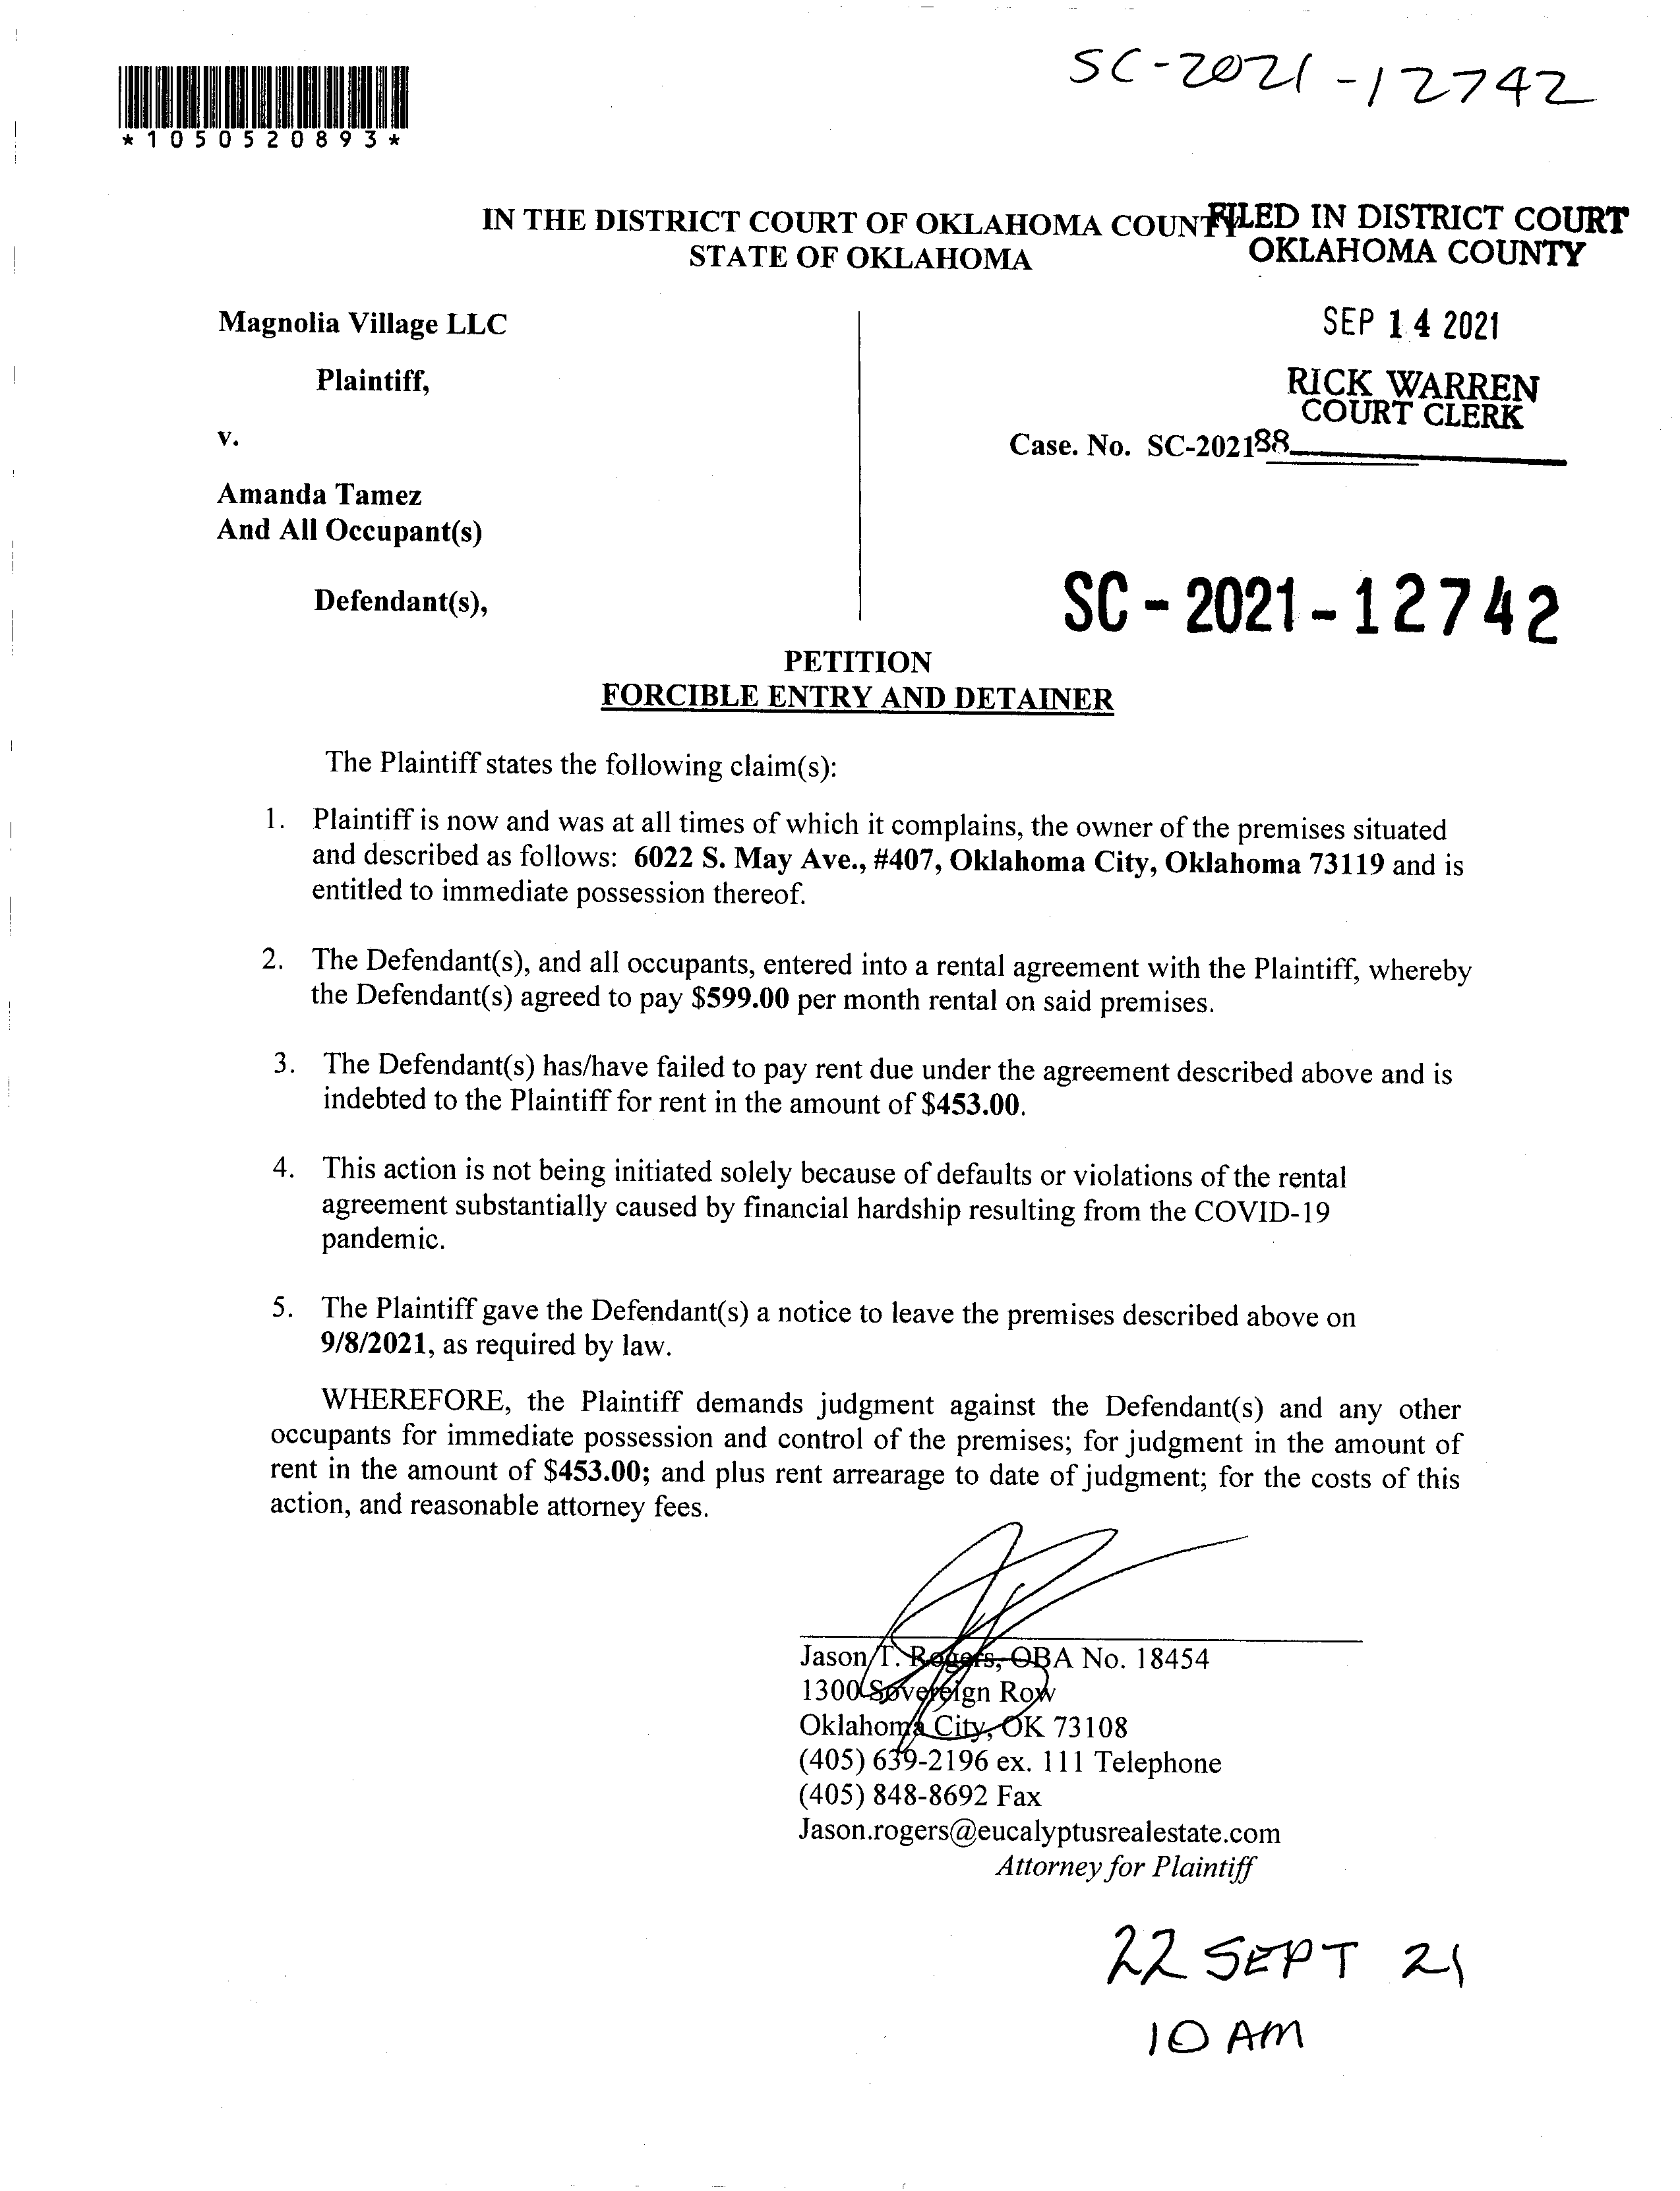 SC-2021-12742
*1050520893*
IN THE DISTRICT COURT OF OKLAHOMA COUNTY
STATE OF OKLAHOMA
FILED IN DISTRICT COURT
OKLAHOMA COUNTY
SEP 14 2021
RICK WARREN
COURT CLERK
Magnolia Village LLC
Plaintiff,
v.
Case. No. SC-2021
88
Amanda Tamez
And All Occupant(s)
Defendant(s),
SC-2021-12742
PETITION
FORCIBLE ENTRY AND DETAINER
The Plaintiff states the following claim(s):
1. Plaintiff is now and was at all times of which it complains, the owner of the premises situated
and described as follows: 6022 S. May Ave., #407, Oklahoma City, Oklahoma 73119 and is
entitled to immediate possession thereof.
2. The Defendant(s), and all occupants, entered into a rental agreement with the Plaintiff, whereby
the Defendant(s) agreed to pay $599.00 per month rental on said premises.
3. The Defendant(s) has/have failed to pay rent due under the agreement described above and is
indebted to the Plaintiff for rent in the amount of $453.00.
4. This action is not being initiated solely because of defaults or violations of the rental
agreement substantially caused by financial hardship resulting from the COVID-19
pandemic.
5. The Plaintiff gave the Defendant(s) a notice to leave the premises described above on
9/8/2021, as required by law.
WHEREFORE, the Plaintiff demands judgment against the Defendant(s) and any other
occupants for immediate possession and control of the premises; for judgment in the amount of
rent in the amount of $453.00; and plus rent arrearage to date of judgment; for the costs of this
action, and reasonable attorney fees.
Jason T. Rogers, OBA No. 18454
1300 Sovereign Row
Oklahoma City, OK 73108
(405) 639-2196 ex. 111 Telephone
(405) 848-8692 Fax
Jason.rogers@eucalyptusrealestate.com
Attorney for Plaintiff
22 SEPT 21
10 AM